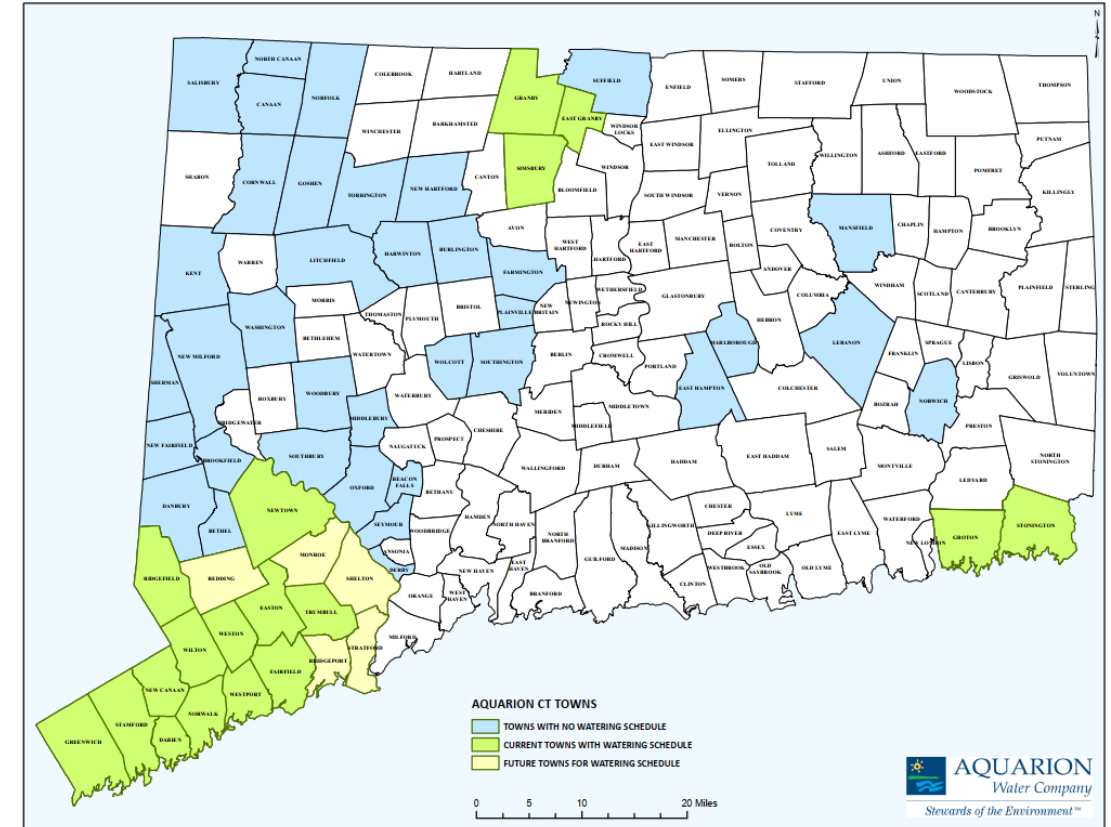 N
NORTH CANAAN
COLEBROOK
HARTLAND
SALISBURY
CANAAN
NORFOLK
GRANBY
SUFFIELD
ENFIELD
SOMERS
STAFFORD
UNION
WOODSTOCK
THOMPSON
WINCHESTER
BARKHAMSTED
EAST GRANBY
WINDSOR
LOCKS
EAST WINDSOR
ELLINGTON
TOLLAND
WILLINGTON
ASHFORD
EASTFORD
PUTNAM
POMFRET
KILLINGLY
SHARON
CORNWALL
GOSHEN
TORRINGTON
NEW HARTFORD
CANTON
SIMSBURY
BLOOMFIELD
WINDSOR
SOUTH WINDSOR
VERNON
COVENTRY
MANSFIELD
CHAPLIN
HAMPTON
BROOKLYN
KENT
WARREN
LITCHFIELD
HARWINTON
BURLINGTON
AVON
FARMINGTON
WEST
HARTFORD
HARTFORD
EAST
HARTFORD
MANCHESTER
BOLTON
ANDOVER
COLUMBIA
WINDHAM
SCOTLAND
CANTERBURY
PLAINFIELD
STERLING
WASHINGTON
MORRIS
THOMASTON
PLYMOUTH
BRISTOL
PLAINVILLE
NEW
BRITAIN
NEWINGTON
WETHERSFIELD
ROCKY HILL
GLASTONBURY
MARLBOROUGH
HEBRON
LEBANON
FRANKLIN
SPRAGUE
LISBON
GRISWOLD
VOLUNTOWN
NEW MILFORD
SHERMAN
BETHLEHEM
WATERTOWN
WOLCOTT
SOUTHINGTON
BERLIN
CROMWELL
PORTLAND
EAST HAMPTON
COLCHESTER
BOZRAH
NORWICH
PRESTON
ROXBURY
WOODBURY
WATERBURY
MIDDLEBURY
BRIDGEWATER
NEW FAIRFIELD
BROOKFIELD
SOUTHBURY
NAUGATUCK
PROSPECT
CHESHIRE
MERIDEN
MIDDLETOWN
MIDDLEFIELD
WALLINGFORD
DURHAM
HADDAM
EAST HADDAM
SALEM
MONTVILLE
LEDYARD
NORTH
STONINGTON
DANBURY
BETHEL
NEWTOWN
OXFORD
BEACON
FALLS
BETHANY
SEYMOUR
WOODBRIDGE
HAMDEN
NORTH HAVEN
NORTH
BRANFORD
GUILFORD
MADISON
KILLINGWORTH
CHESTER
DEEP RIVER
ESSEX
LYME
EAST LYME
WATERFORD
NEW LONDON
GROTON
STONINGTON
RIDGEFIELD
REDDING
MONROE
SHELTON
ANSONIA
DERBY
ORANGE
WEST
HAVEN
NEW HAVEN
EAST
HAVEN
BRANFORD
CLINTON
WESTBROOK
OLD
SAYBROOK
OLD LYME
EASTON
TRUMBULL
WESTON
WILTON
MILFORD
STRATFORD
BRIDGEPORT
FAIRFIELD
NEW CANAAN
WESTPORT
NORWALK
STAMFORD
DARIEN
GREENWICH
AQUARION CT TOWNS
TOWNS WITH NO WATERING SCHEDULE
CURRENT TOWNS WITH WATERING SCHEDULE
FUTURE TOWNS FOR WATERING SCHEDULE
0 5 10 20 Miles
AQUARION
Water Company
Stewards of the Environment™